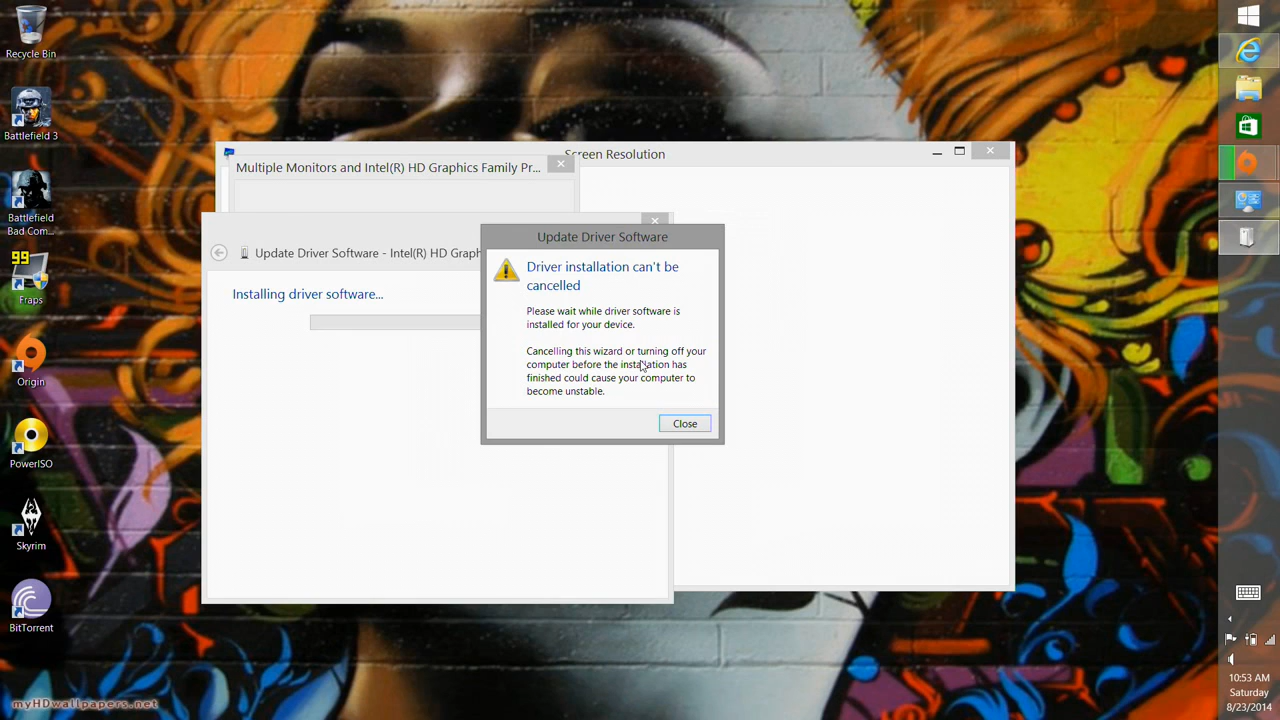 Recycle Bin
Battlefield 3
Battlefield
Bad Com...
99
Fraps
Origin
PowerISO
Skyrim
BitTorrent
Screen Resolution
Multiple Monitors and Intel(R) HD Graphics Family Pr...
Update Driver Software - Intel(R) HD Graph
Installing driver software...
Update Driver Software
Driver installation can't be
cancelled
Please wait while driver software is
installed for your device.
Cancelling this wizard or turning off your
computer before the installation has
finished could cause your computer to
become unstable.
Close
10:53 AM
Saturday
8/23/2014
myHDwallpapers.net